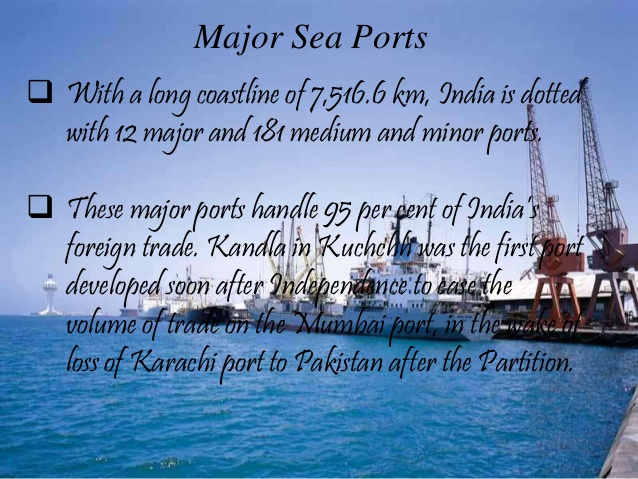 Major Sea Ports
With a long coastline of 7,516.6 km, India is dotted
with 12 major and 181 medium and minor ports.
These major ports handle 95 per cent of India's
foreign trade. Kandla in Kuchchh was the first port
developed soon after Independence to ease the
volume of trade on the Mumbai port, in the wake of
loss of Karachi port to Pakistan after the Partition.